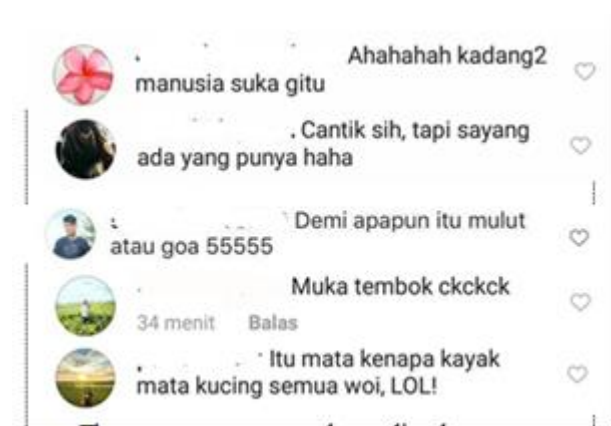 Ahahahah kadang2
manusia suka gitu
. Cantik sih, tapi sayang
ada yang punya haha
Demi apapun itu mulut
atau goa 55555
Muka tembok ckckck
34 menit Balas
Itu mata kenapa kayak
mata kucing semua woi, LOL!